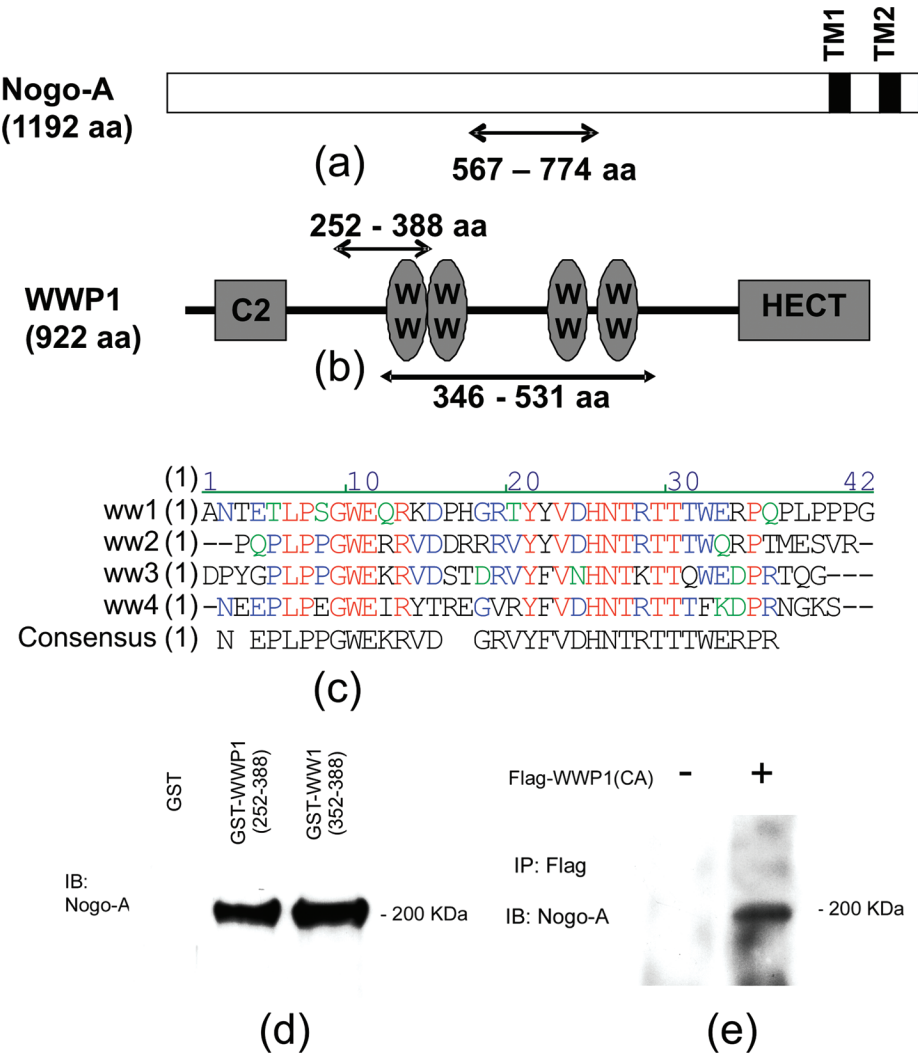 TM1 TM2
Nogo-A
(1192 aa)
(a)
567 – 774 aa
252 - 388 aa
WWP1
(922 aa)
C2
W W W W
W W W W
HECT
(b)
346 - 531 aa
(1) 1 10 20 30 42
ww1 (1) ANTETLPSGWEQRKDPHGRTYYVDHNTRTTTWERPQPLPPPG
ww2 (1) --PQPLPPGWERRVDDRRRVYYVDHNTRTTTWQRPTMESVR-
ww3 (1) DPYGPLPPGWEKRVDSTDRVYFVNHNTKTTQWEDPRTQG---
ww4 (1) -NEEPLPEGWEIRYTREGVRYFVDHNTRTTTFKDPRNGKS--
Consensus (1) N EPLPPGWEKRVD GRVYFVDHNTRTTTWERPR
(c)
GST
GST-WWP1
(252-388)
GST-WW1
(352-388)
IB:
Nogo-A
- 200 KDa
(d)
Flag-WWP1(CA) - +
IP: Flag
IB: Nogo-A
- 200 KDa
(e)